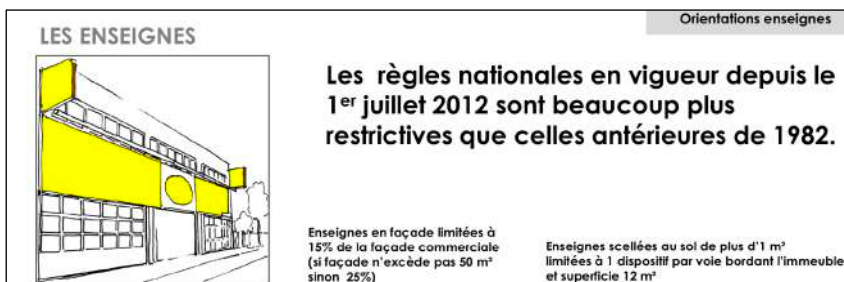 Orientations enseignes
LES ENSEIGNES
Les règles nationales en vigueur depuis le
1er juillet 2012 sont beaucoup plus
restrictives que celles antérieures de 1982.
Enseignes en façade limitées à
15% de la façade commerciale
(si façade n'excède pas 50 m²
sinon 25%)
Enseignes scellées au sol de plus d'1 m²
limitées à 1 dispositif par voie bordant l'immeuble
et superficie 12 m²